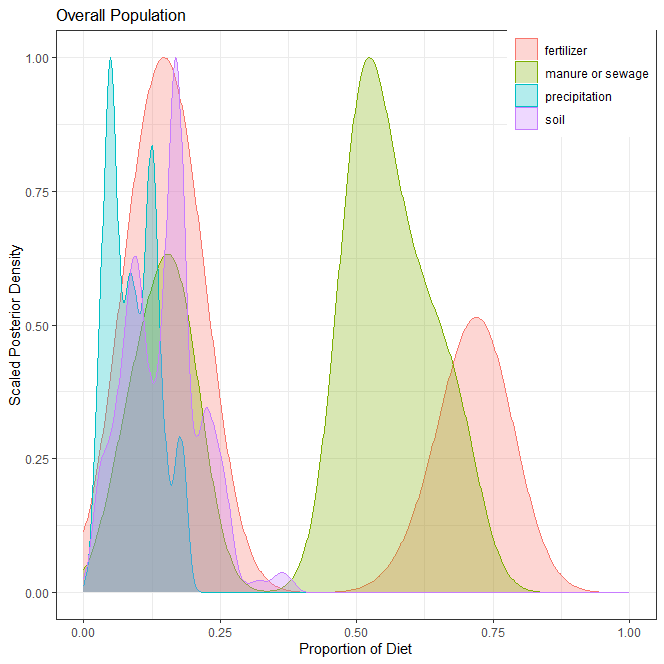 Overall Population
fertilizer
manure or sewage
precipitation
soil
Scaled Posterior Density
1.00
0.75
0.50
0.25
0.00
0.00 0.25 0.50 0.75 1.00
Proportion of Diet